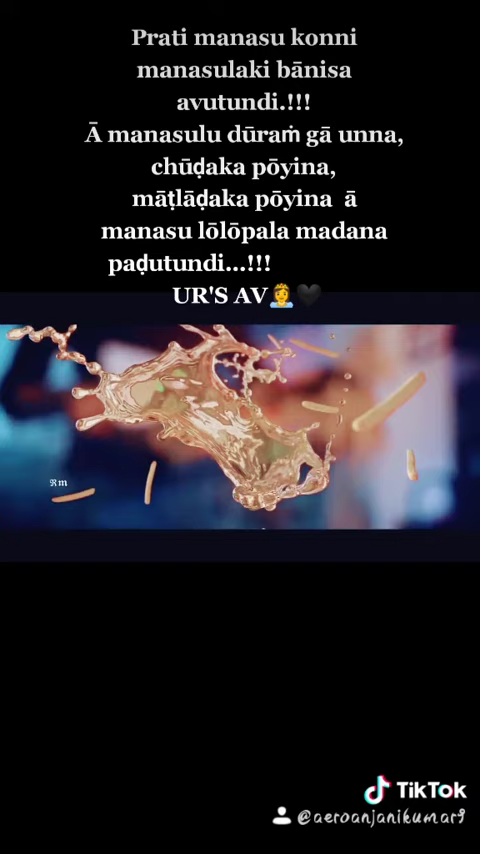 Prati manasu konni
manasulaki bānisa
avutundi.!!!
Ā manasulu dūraṁ gā unna,
chūḍaka pōyina,
māṭlāḍaka pōyina ā
manasu lōlōpala madana
paḍutundi...!!!
UR'S AV👸🖤
ℜm
TikTok
@aeroanjanikumar9